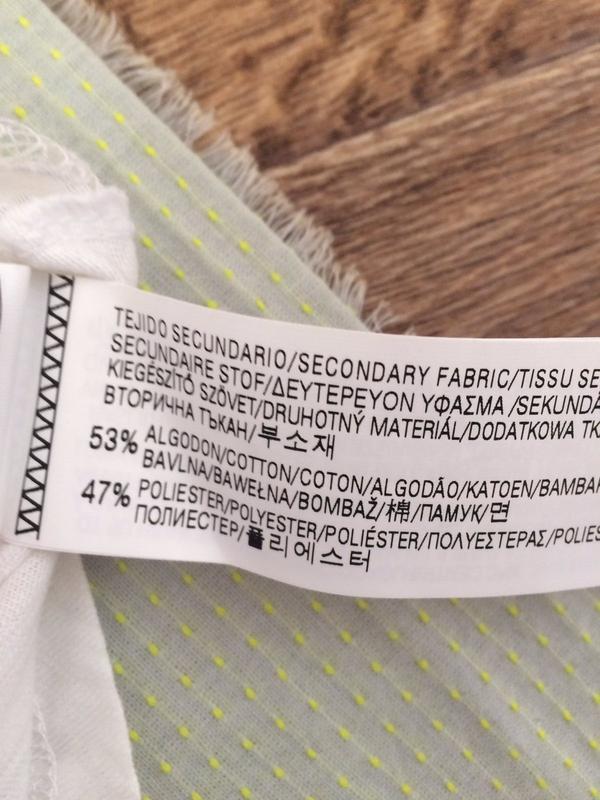 TEJIDO SECUNDARIO/SECONDARY FABRIC/TISSU SE
SECUNDAIRE STOF/ΔΕΥΤΕΡΕΥΟΝ ΥΦΑΣΜΑ /SEKUNDÄ
KIEGÉSZÍTŐ SZÖVET/DRUHOTNÝ MATERIÁL/DODATKOWA TK
ВТОРИЧНА ТЪКАН/부소재
53% ALGODON/COTTON/COTON/ALGODÃO/KATOEN/BAMBA
BAVLNA/BAWEŁNA/BOMBAŽ/棉/ПАМУК/면
47% POLIESTER/POLYESTER/POLIÉSTER/ΠΟΛΥΕΣΤΕΡΑΣ/POLIES
ПОЛИЕСТЕР/폴리에스터